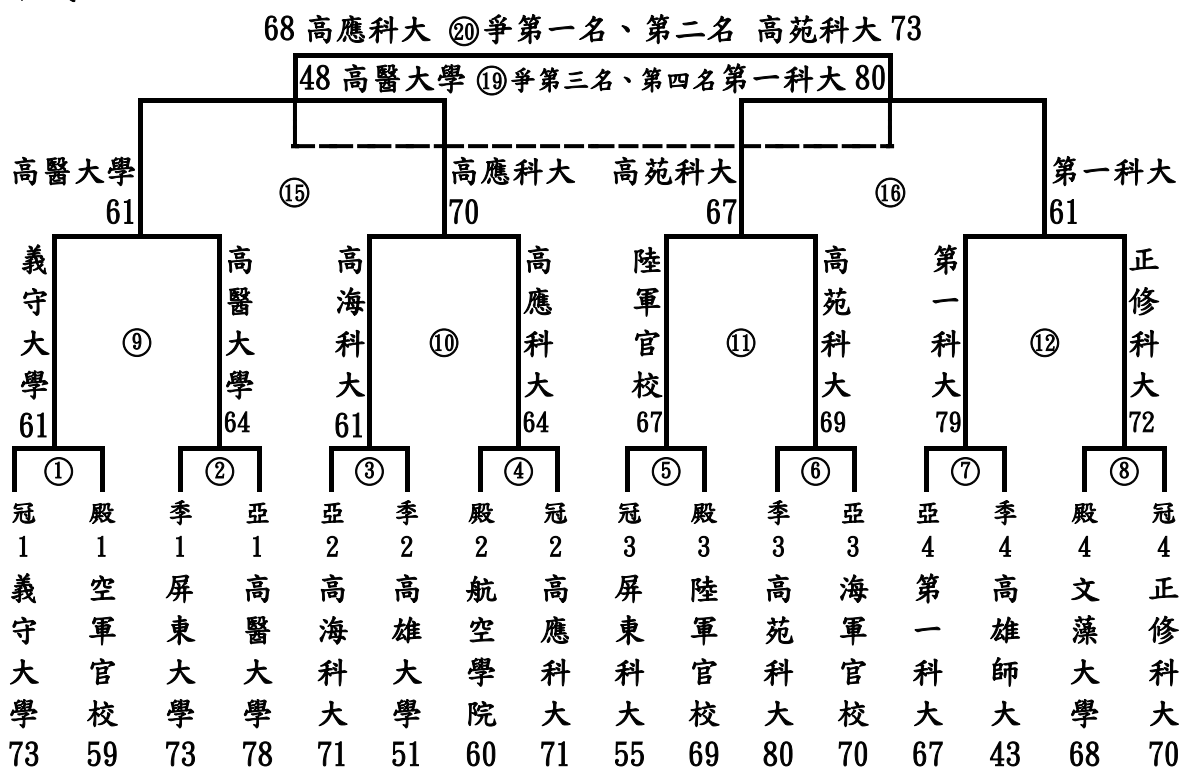 68 高應科大 ⑳爭第一名、第二名 高苑科大 73
48 高醫大學 ⑲爭第三名、第四名 第一科大 80
高醫大學 61
⑮
高應科大 70
高苑科大 67
⑯
第一科大 61
義守大學 61
⑨
高醫大學 64
高海科大 61
⑩
高應科大 64
陸軍官校 67
⑪
高苑科大 69
第一科大 79
⑫
正修科大 72
① ② ③ ④ ⑤ ⑥ ⑦ ⑧
冠1 義守大學 73
殿1 空軍官校 59
季1 屏東大學 73
亞1 高醫大學 78
亞2 高海科大 71
季2 高雄大學 51
殿2 航空學院 60
冠2 高應科大 71
冠3 屏東科大 55
殿3 陸軍官校 69
季3 高苑科大 80
亞3 海軍官校 70
亞4 第一科大 67
季4 高雄師大 43
殿4 文藻大學 68
冠4 正修科大 70